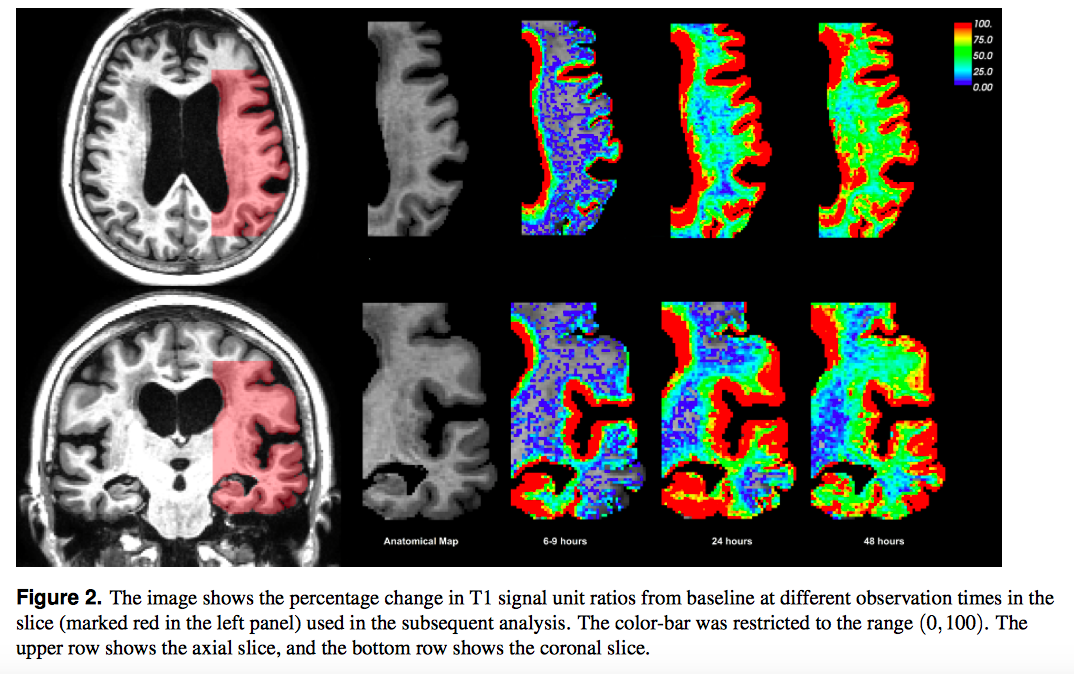 100.
75.0
50.0
25.0
0.00
Anatomical Map
6-9 hours
24 hours
48 hours
Figure 2. The image shows the percentage change in T1 signal unit ratios from baseline at different observation times in the
slice (marked red in the left panel) used in the subsequent analysis. The color-bar was restricted to the range (0, 100). The
upper row shows the axial slice, and the bottom row shows the coronal slice.